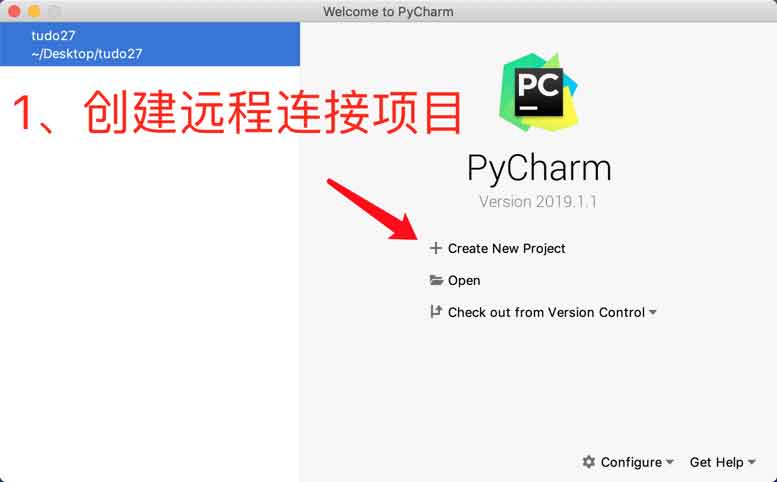 Welcome to PyCharm
tudo27
~/Desktop/tudo27
1、创建远程连接项目
PC
PyCharm
Version 2019.1.1
Create New Project
Open
Check out from Version Control
Configure
Get Help